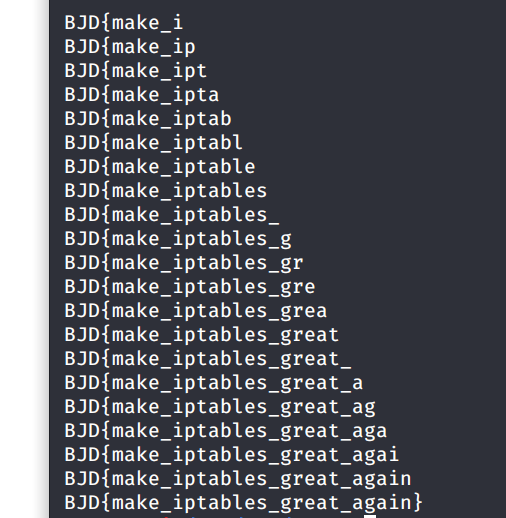 BJD{make_i
BJD{make_ip
BJD{make_ipt
BJD{make_ipta
BJD{make_iptab
BJD{make_iptabl
BJD{make_iptable
BJD{make_iptables
BJD{make_iptables_
BJD{make_iptables_g
BJD{make_iptables_gr
BJD{make_iptables_gre
BJD{make_iptables_grea
BJD{make_iptables_great
BJD{make_iptables_great_
BJD{make_iptables_great_a
BJD{make_iptables_great_ag
BJD{make_iptables_great_aga
BJD{make_iptables_great_agai
BJD{make_iptables_great_again
BJD{make_iptables_great_again}